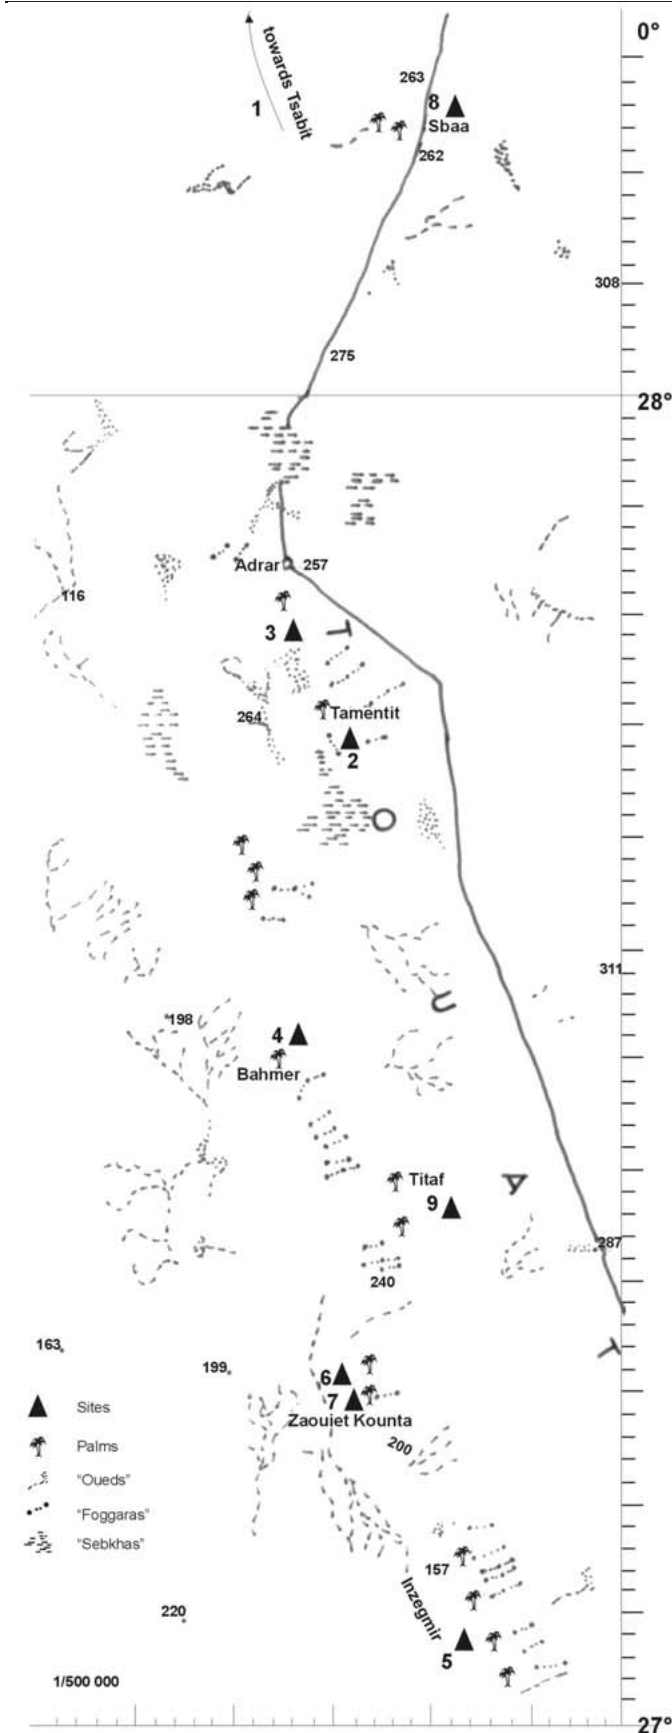 0°
towards Tsabit
263
1
8
Sbaa
262
308
275
28°
Adrar
257
116
3
T
264
Tamentit
2
O
311
U
198
4
Bahmer
Titaf
A
9
287
240
T
163
199
6
7
Sites
Zaouiet Kounta
200
Palms
"Oueds"
"Foggaras"
"Sebkhas"
157
Inzegmir
220
5
1/500 000
27°